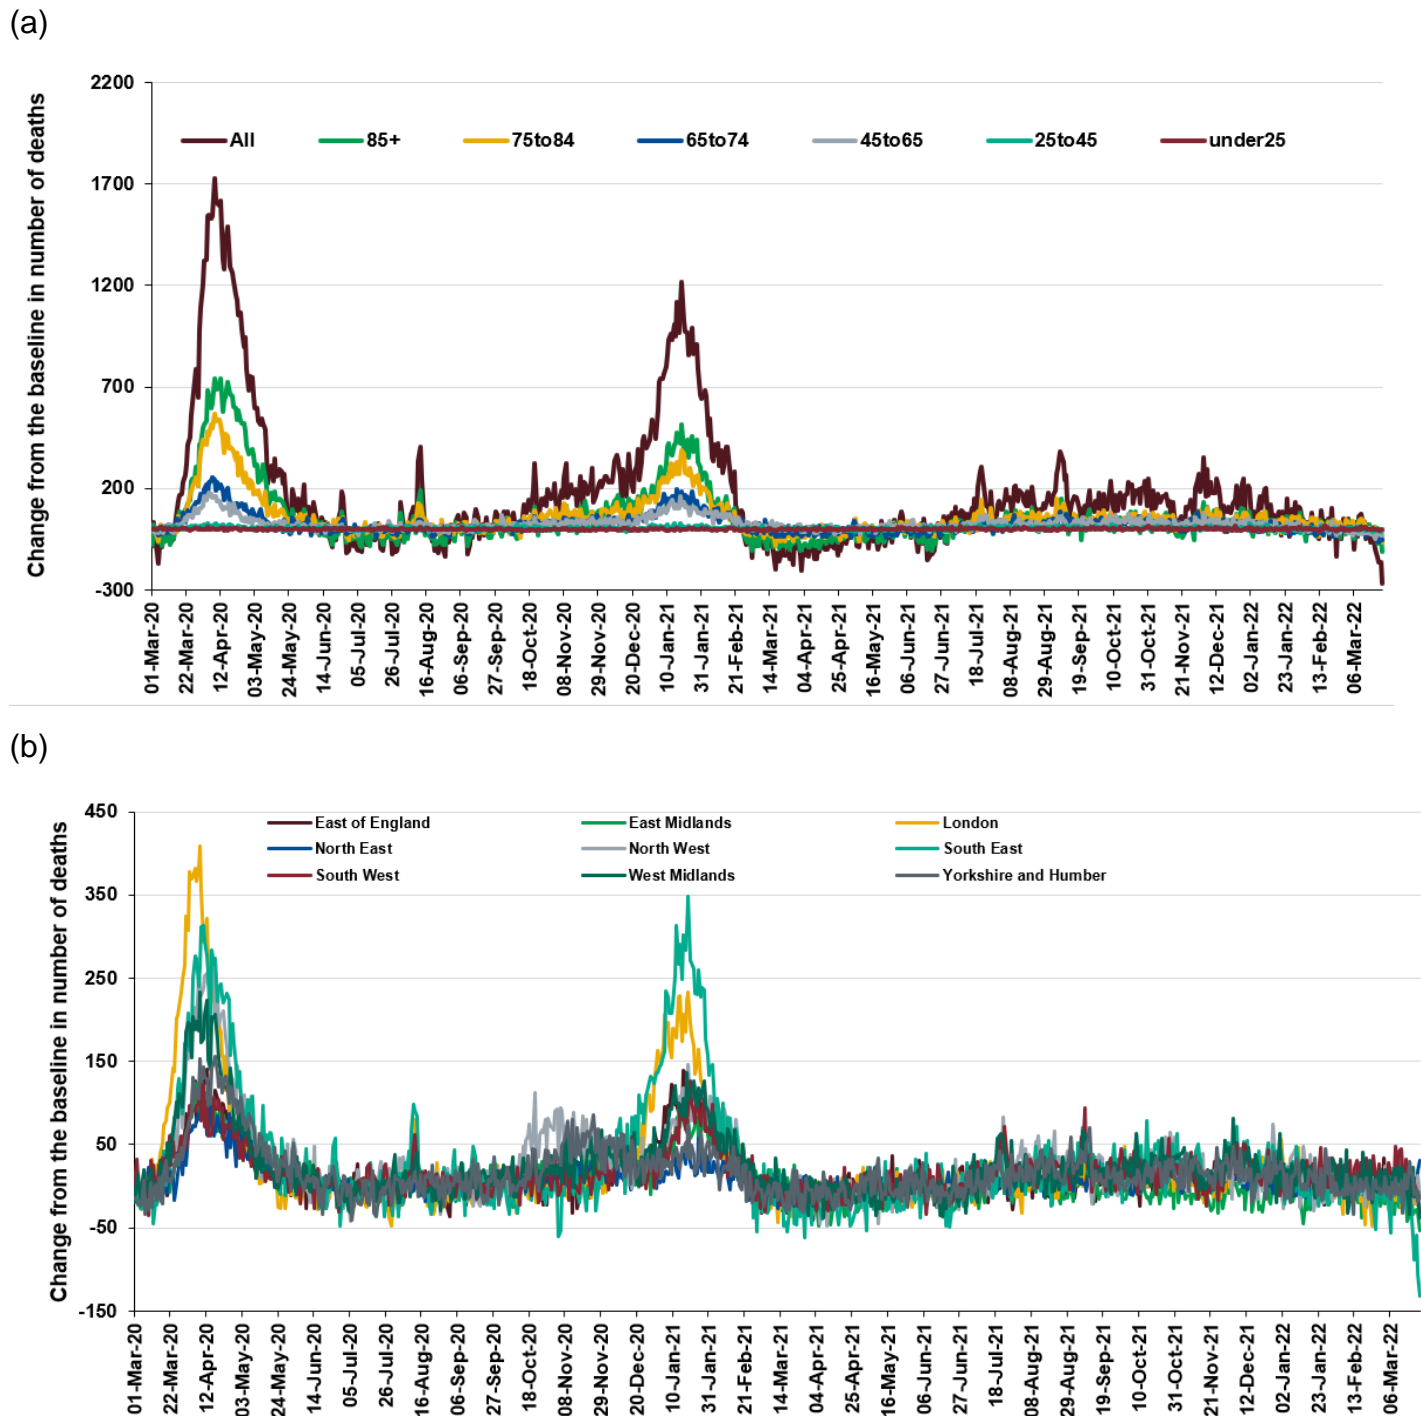 (a)
Change from the baseline in number of deaths
2200
1700
1200
700
200
-300
All 85+ 75to84 65to74 45to65 25to45 under25
01-Mar-20 22-Mar-20 12-Apr-20 03-May-20 24-May-20 14-Jun-20 05-Jul-20 26-Jul-20 16-Aug-20 06-Sep-20 27-Sep-20 18-Oct-20 08-Nov-20 29-Nov-20 20-Dec-20 10-Jan-21 31-Jan-21 21-Feb-21 14-Mar-21 04-Apr-21 25-Apr-21 16-May-21 06-Jun-21 27-Jun-21 18-Jul-21 08-Aug-21 29-Aug-21 19-Sep-21 10-Oct-21 31-Oct-21 21-Nov-21 12-Dec-21 02-Jan-22 23-Jan-22 13-Feb-22 06-Mar-22
(b)
Change from the baseline in number of deaths
450
350
250
150
50
-50
-150
East of England East Midlands London
North East North West South East
South West West Midlands Yorkshire and Humber
01-Mar-20 22-Mar-20 12-Apr-20 03-May-20 24-May-20 14-Jun-20 05-Jul-20 26-Jul-20 16-Aug-20 06-Sep-20 27-Sep-20 18-Oct-20 08-Nov-20 29-Nov-20 20-Dec-20 10-Jan-21 31-Jan-21 21-Feb-21 14-Mar-21 04-Apr-21 25-Apr-21 16-May-21 06-Jun-21 27-Jun-21 18-Jul-21 08-Aug-21 29-Aug-21 19-Sep-21 10-Oct-21 31-Oct-21 21-Nov-21 12-Dec-21 02-Jan-22 23-Jan-22 13-Feb-22 06-Mar-22